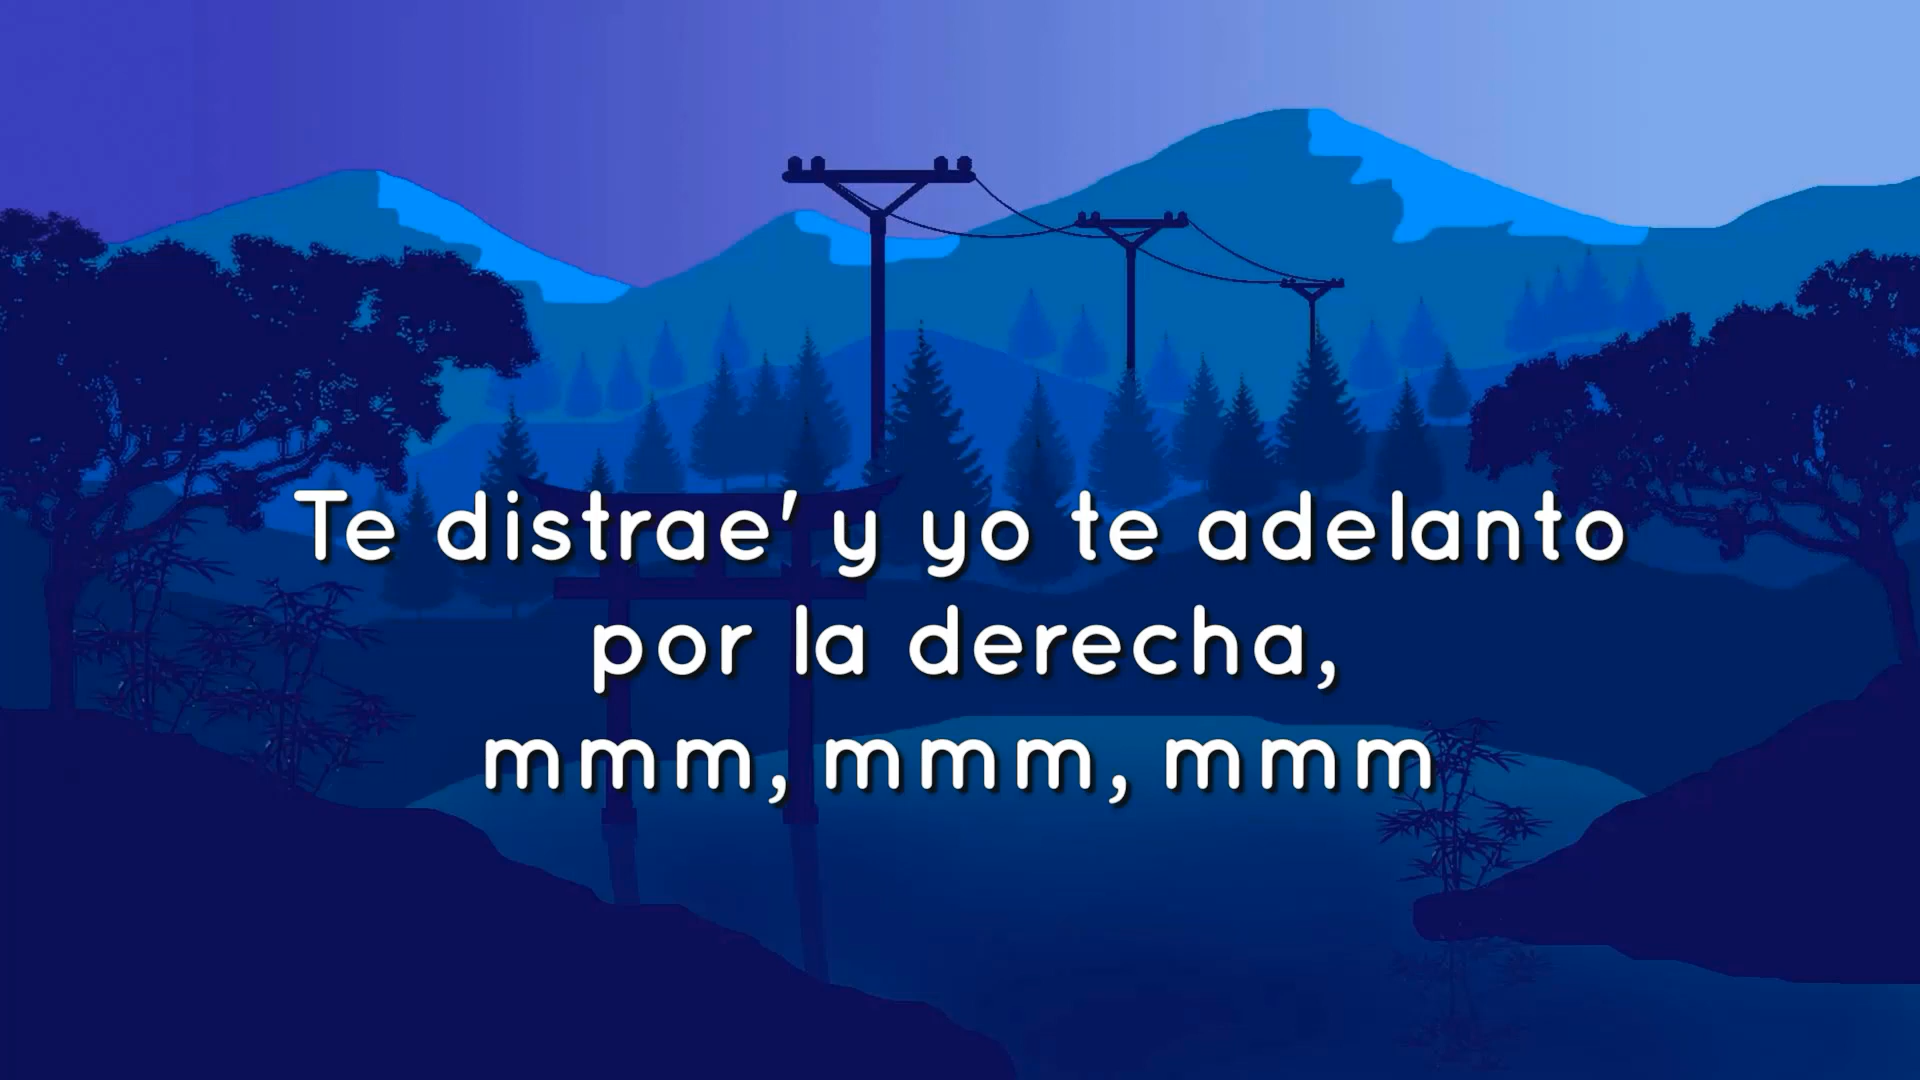 Te distrae' y yo te adelanto
por la derecha,
mmm, mmm, mmm